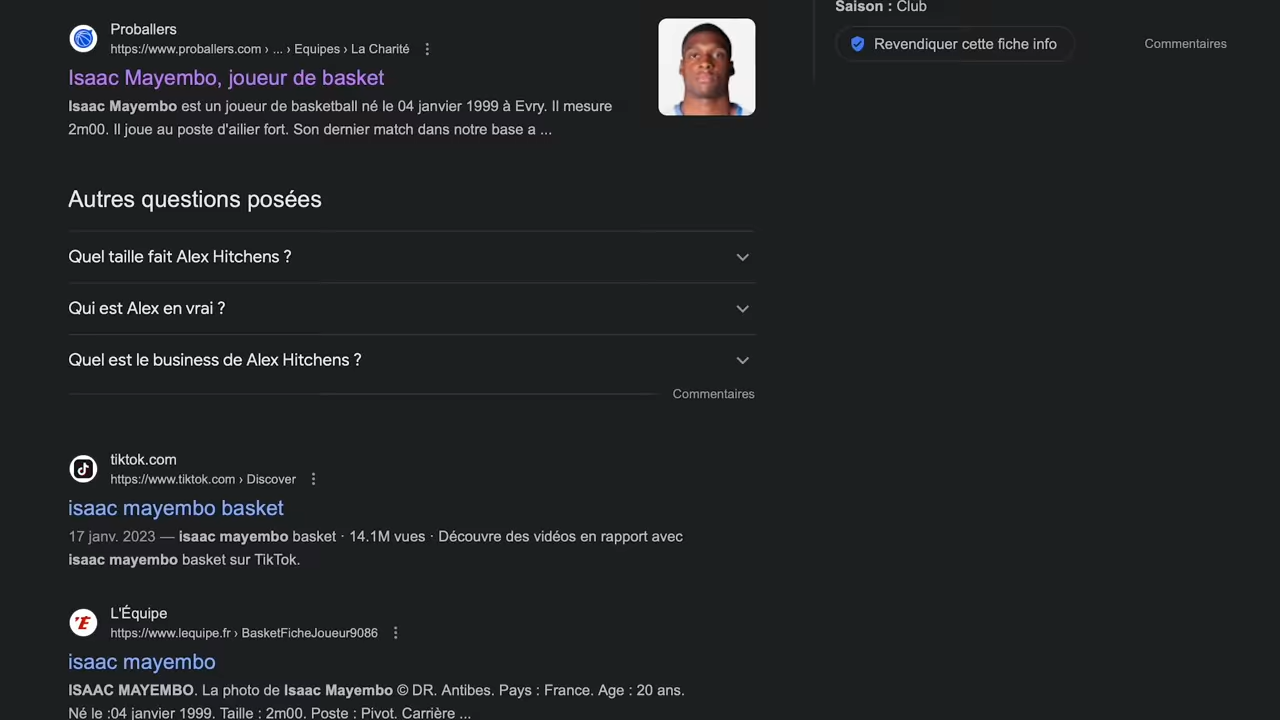 Saison : Club
Revendiquer cette fiche info
Commentaires
Proballers
https://www.proballers.com › ... › Equipes › La Charité
Isaac Mayembo, joueur de basket
Isaac Mayembo est un joueur de basketball né le 04 janvier 1999 à Evry. Il mesure
2m00. Il joue au poste d'ailier fort. Son dernier match dans notre base a ...
Autres questions posées
Quel taille fait Alex Hitchens ?
Qui est Alex en vrai ?
Quel est le business de Alex Hitchens ?
Commentaires
tiktok.com
https://www.tiktok.com › Discover
isaac mayembo basket
17 janv. 2023 — isaac mayembo basket · 14.1M vues · Découvre des vidéos en rapport avec
isaac mayembo basket sur TikTok.
L'Équipe
https://www.lequipe.fr › BasketFicheJoueur9086
isaac mayembo
ISAAC MAYEMBO. La photo de Isaac Mayembo © DR. Antibes. Pays : France. Age : 20 ans.
Né le :04 janvier 1999. Taille : 2m00. Poste : Pivot. Carrière ...